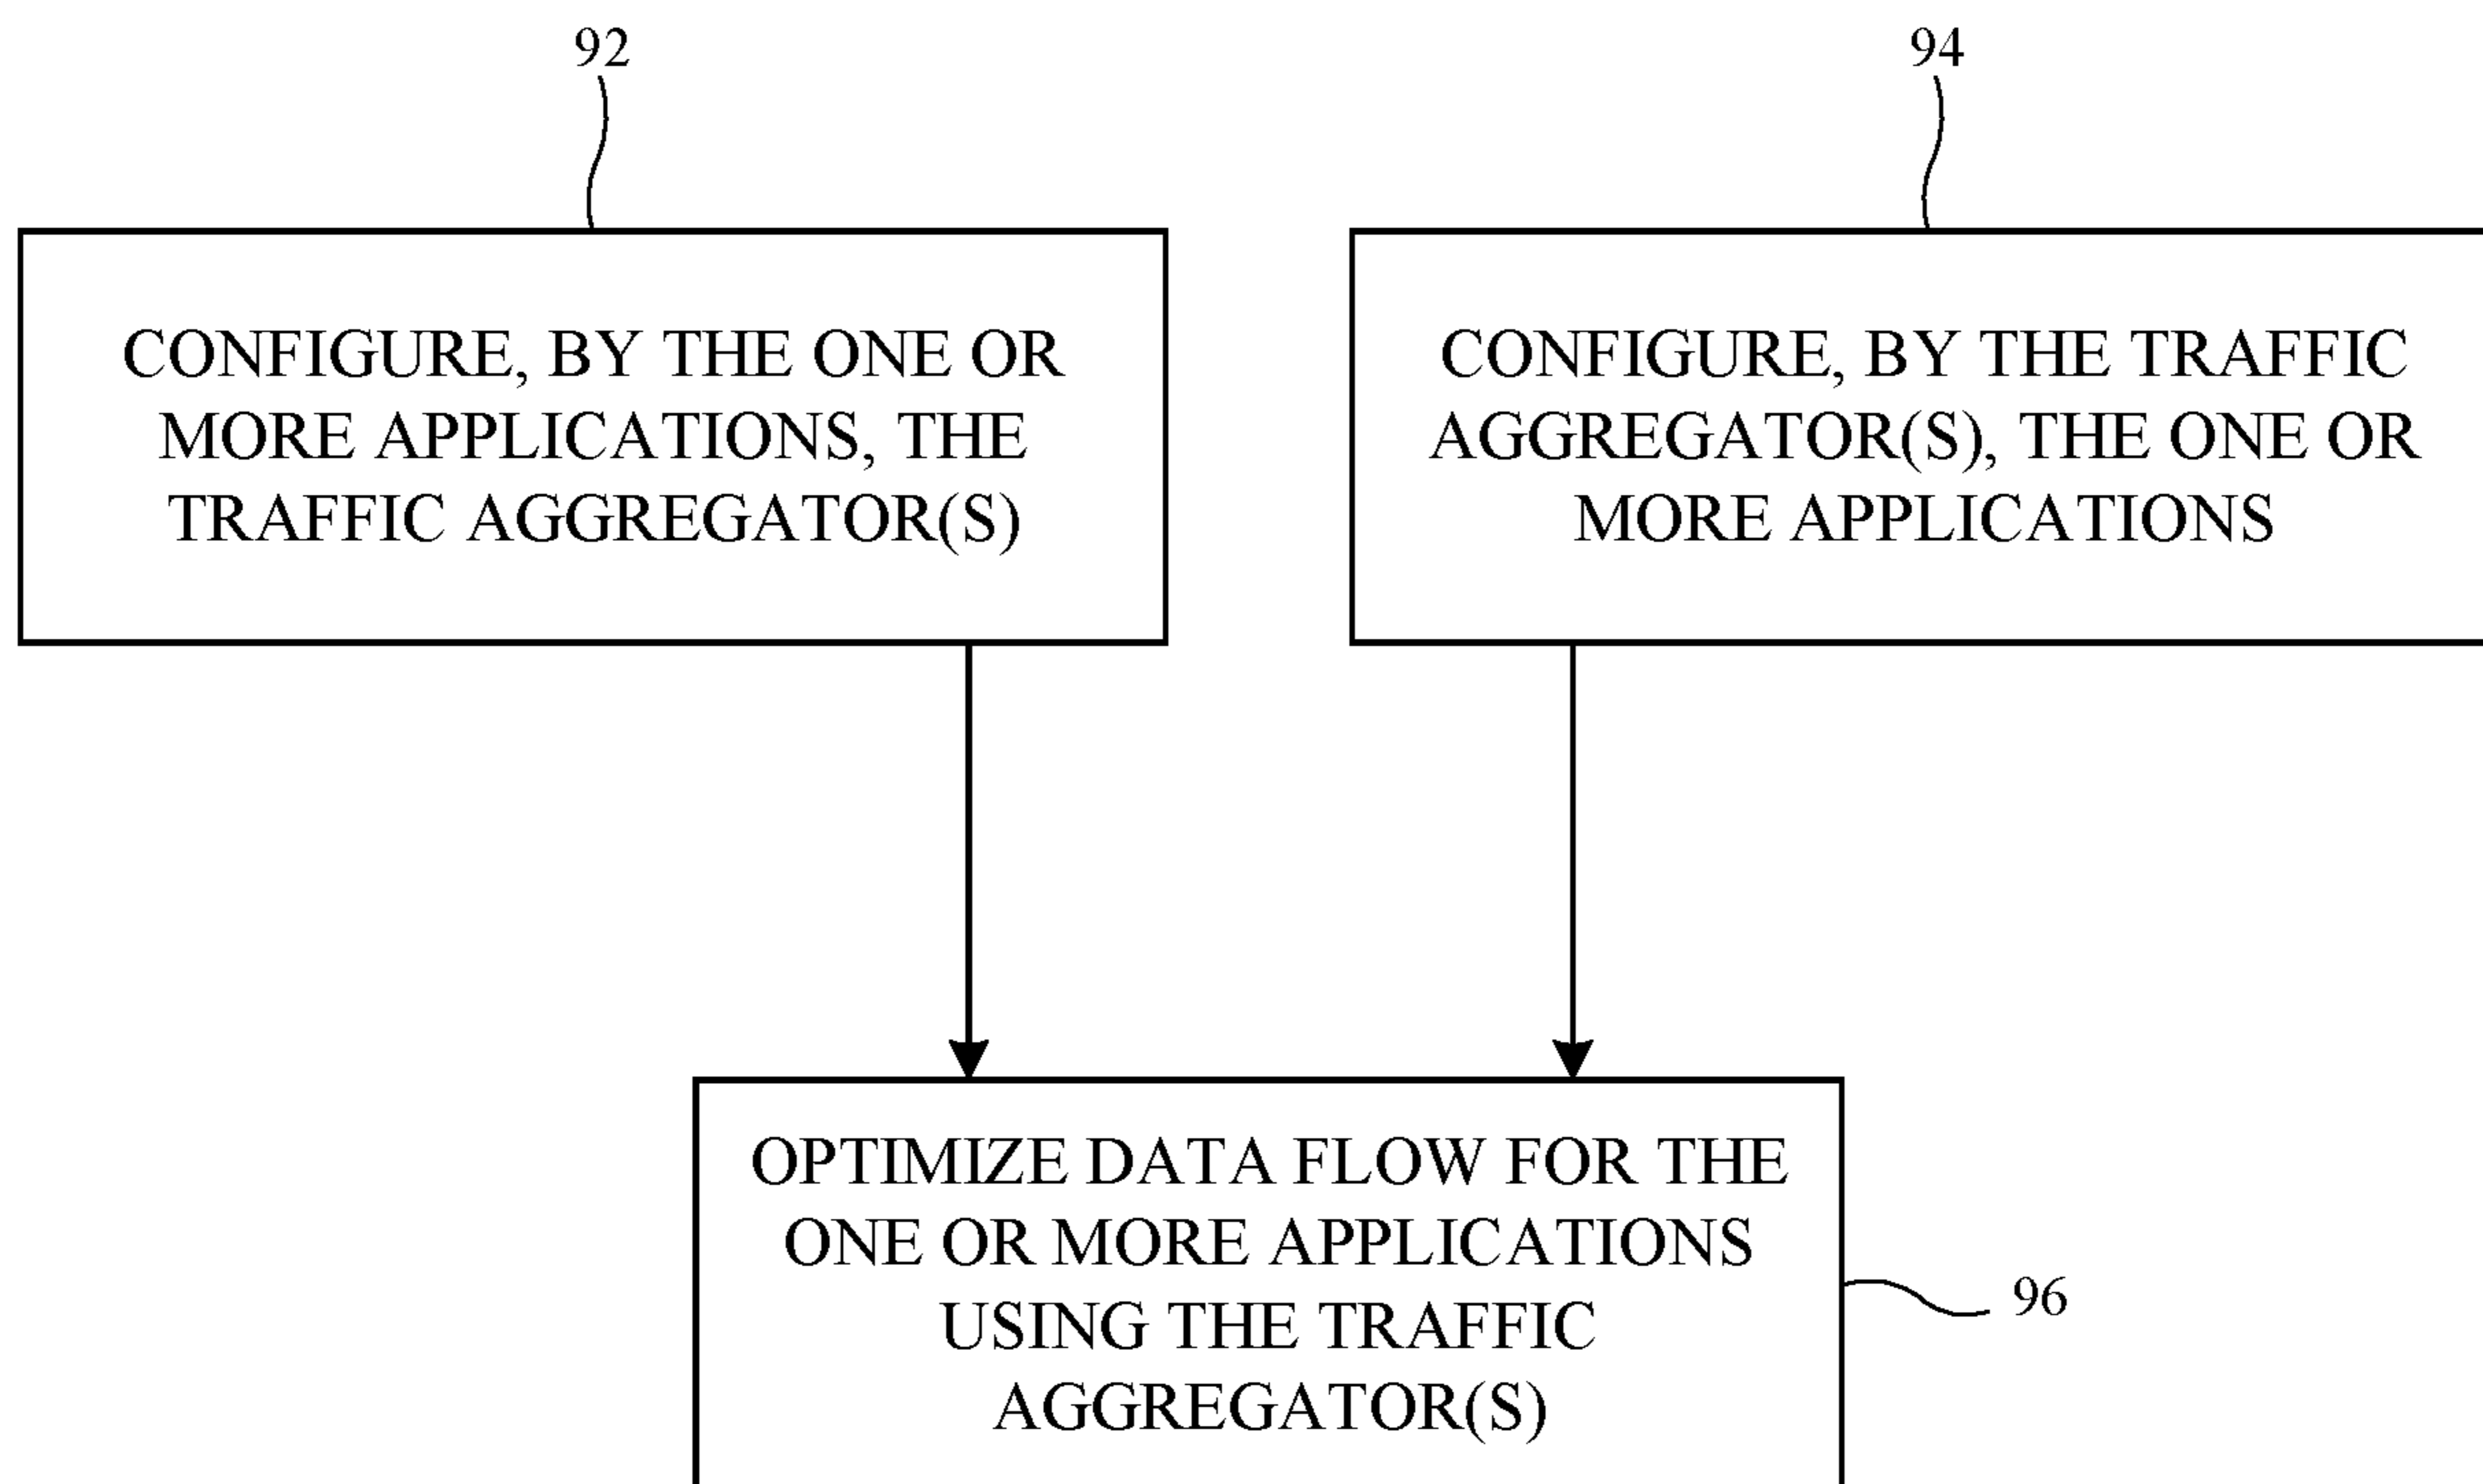 92
94
CONFIGURE, BY THE ONE OR
MORE APPLICATIONS, THE
TRAFFIC AGGREGATOR(S)
CONFIGURE, BY THE TRAFFIC
AGGREGATOR(S), THE ONE OR
MORE APPLICATIONS
OPTIMIZE DATA FLOW FOR THE
ONE OR MORE APPLICATIONS
USING THE TRAFFIC
AGGREGATOR(S)
96